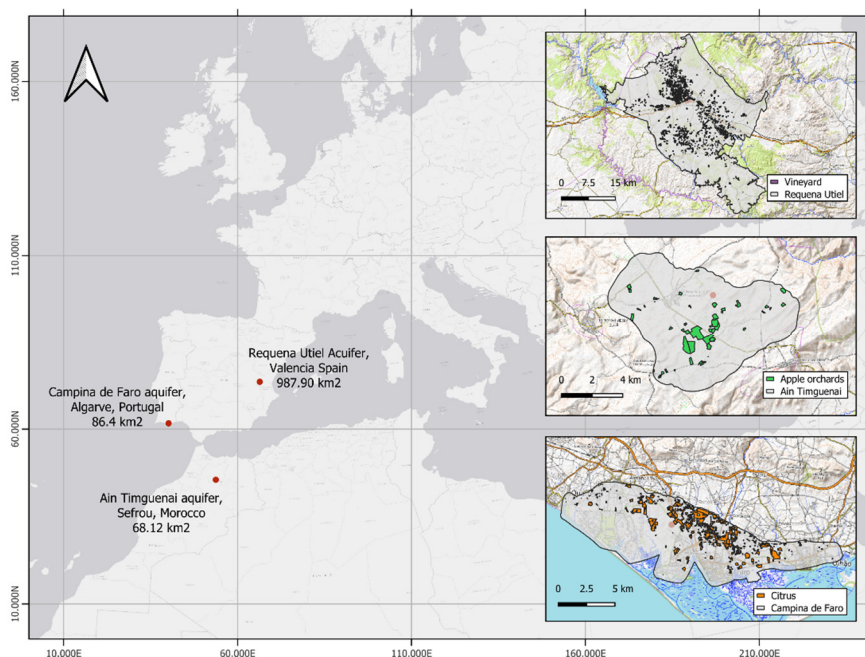 160.000N
110.000N
60.000N
10.000N
10.000E
60.000E
110.000E
160.000E
210.000E
Requena Utiel Acuifer,
Valencia Spain
987.90 km2
Campina de Faro aquifer,
Algarve, Portugal
86.4 km2
Ain Timguenai aquifer,
Sefrou, Morocco
68.12 km2
0 7.5 15 km
Vineyard
Requena Utiel
0 2 4 km
Apple orchards
Ain Timguenai
0 2.5 5 km
Citrus
Campina de Faro